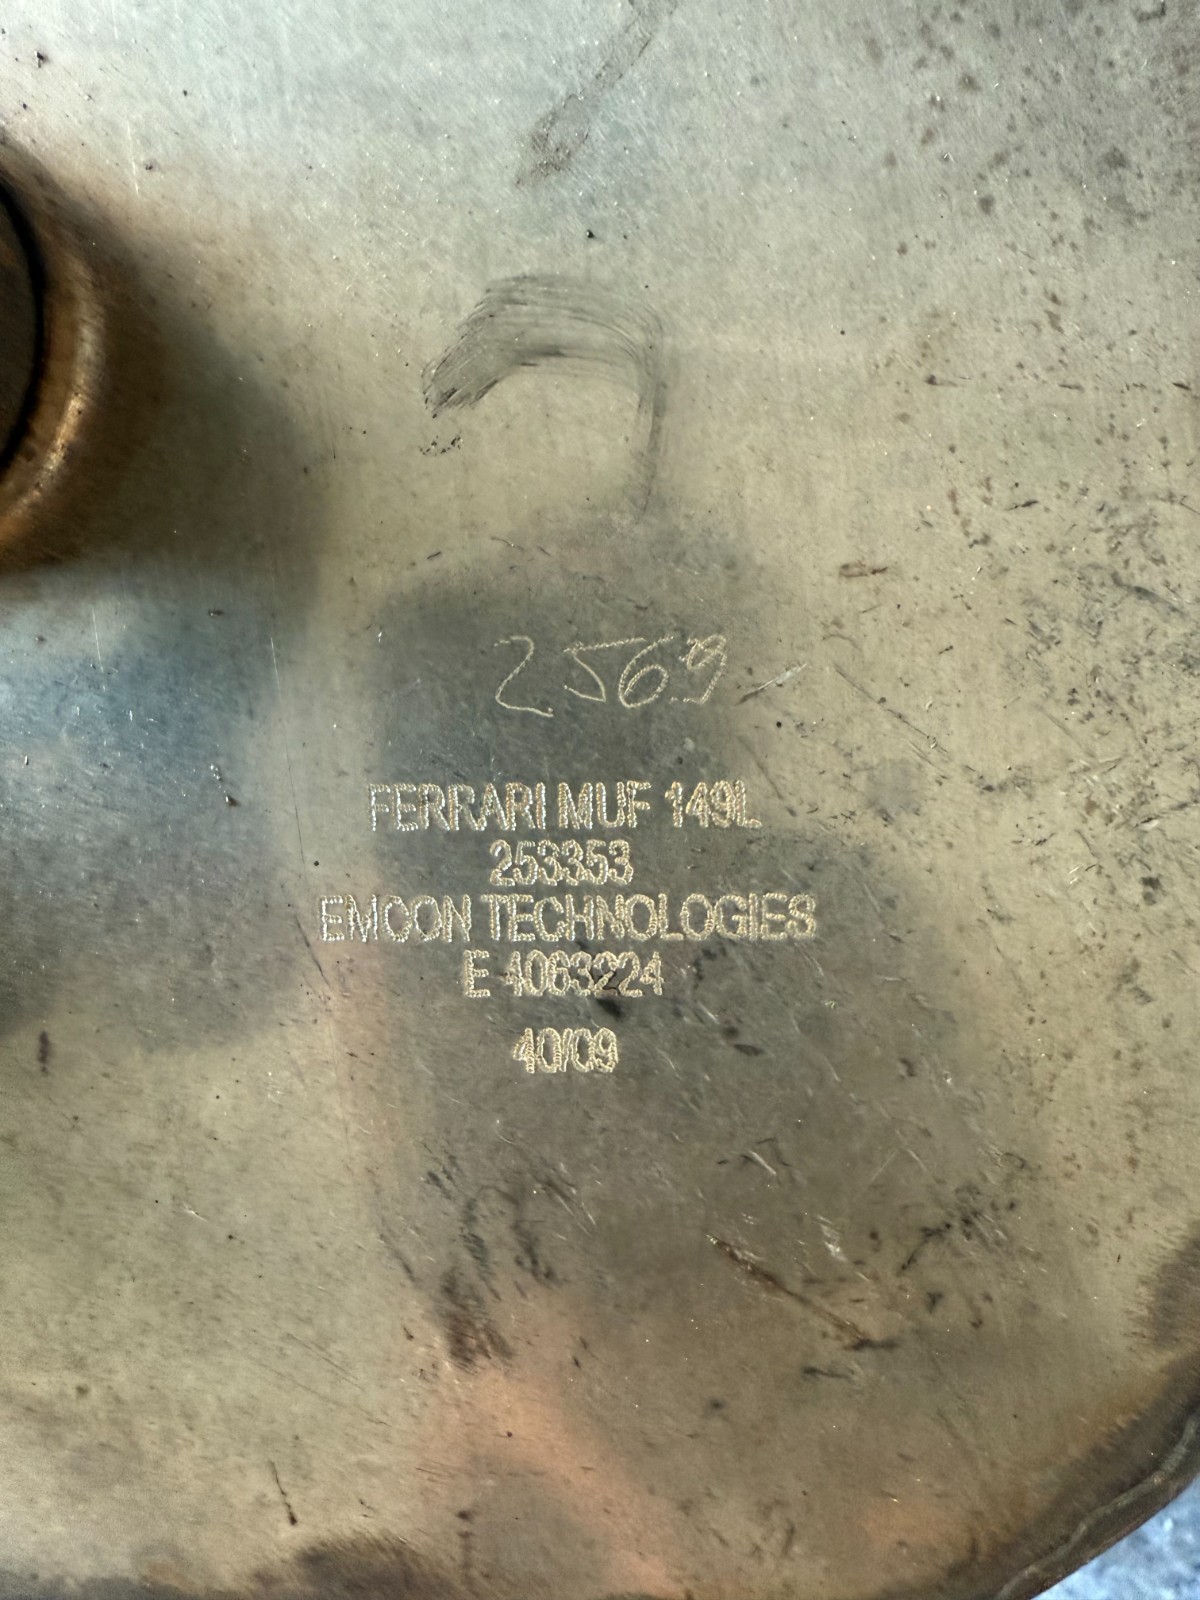 2569
FERRARI MUF 149L
253353
EMCON TECHNOLOGIES
E 4063224
40/09